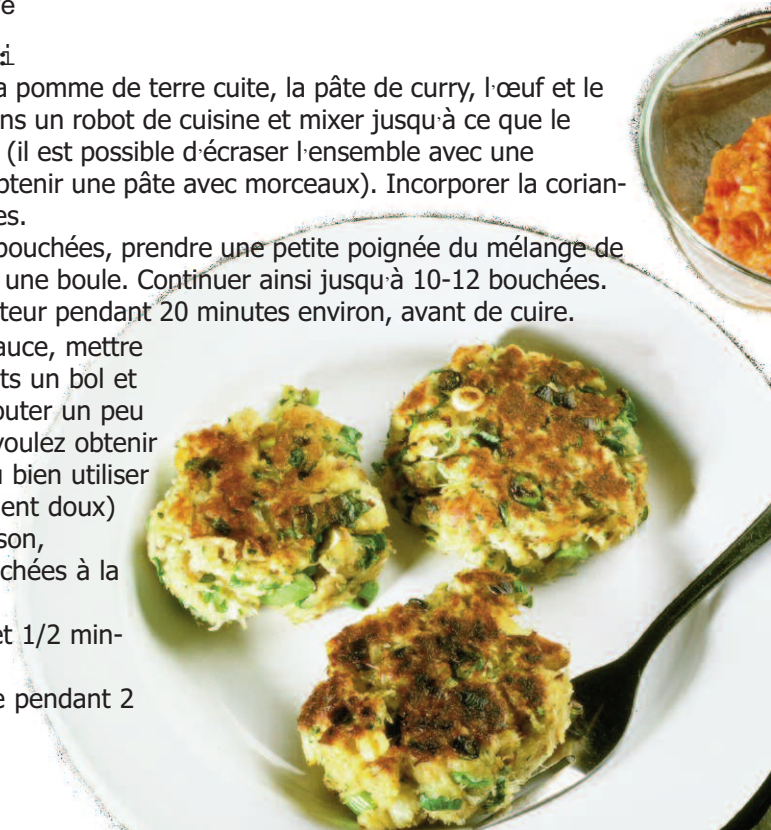 e
i
a pomme de terre cuite, la pâte de curry, l'œuf et le
ns un robot de cuisine et mixer jusqu'à ce que le
(il est possible d'écraser l'ensemble avec une
btenir une pâte avec morceaux). Incorporer la corian-
es.
bouchées, prendre une petite poignée du mélange de
une boule. Continuer ainsi jusqu'à 10-12 bouchées.
teur pendant 20 minutes environ, avant de cuire.
auce, mettre
ts un bol et
outer un peu
voulez obtenir
u bien utiliser
ent doux)
son,
chées à la
et 1/2 min-
e pendant 2